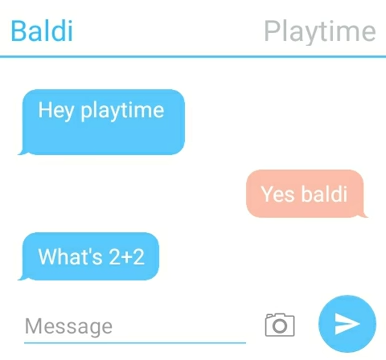 Baldi Playtime
Hey playtime
Yes baldi
What's 2+2
Message